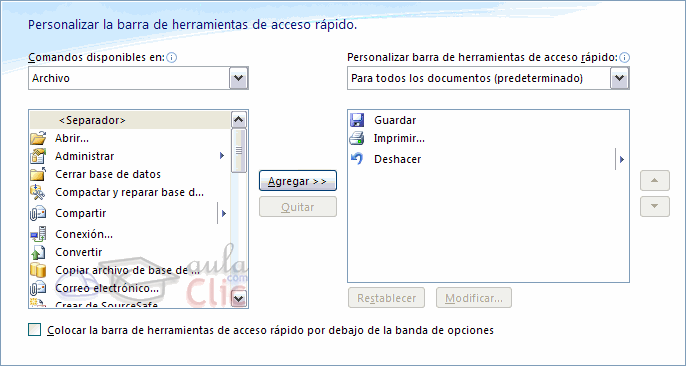 Personalizar la barra de herramientas de acceso rápido.
Comandos disponibles en:
Archivo
<Separador>
Abrir...
Administrar
Cerrar base de datos
Compactar y reparar base d...
Compartir
Conexión...
Convertir
Copiar archivo de base de ...
Correo electrónico...
Crear de SourceSafe
aula
.com
Clic
Agregar >>
Quitar
Personalizar barra de herramientas de acceso rápido:
Para todos los documentos (predeterminado)
Guardar
Imprimir...
Deshacer
Restablecer
Modificar...
Colocar la barra de herramientas de acceso rápido por debajo de la banda de opciones